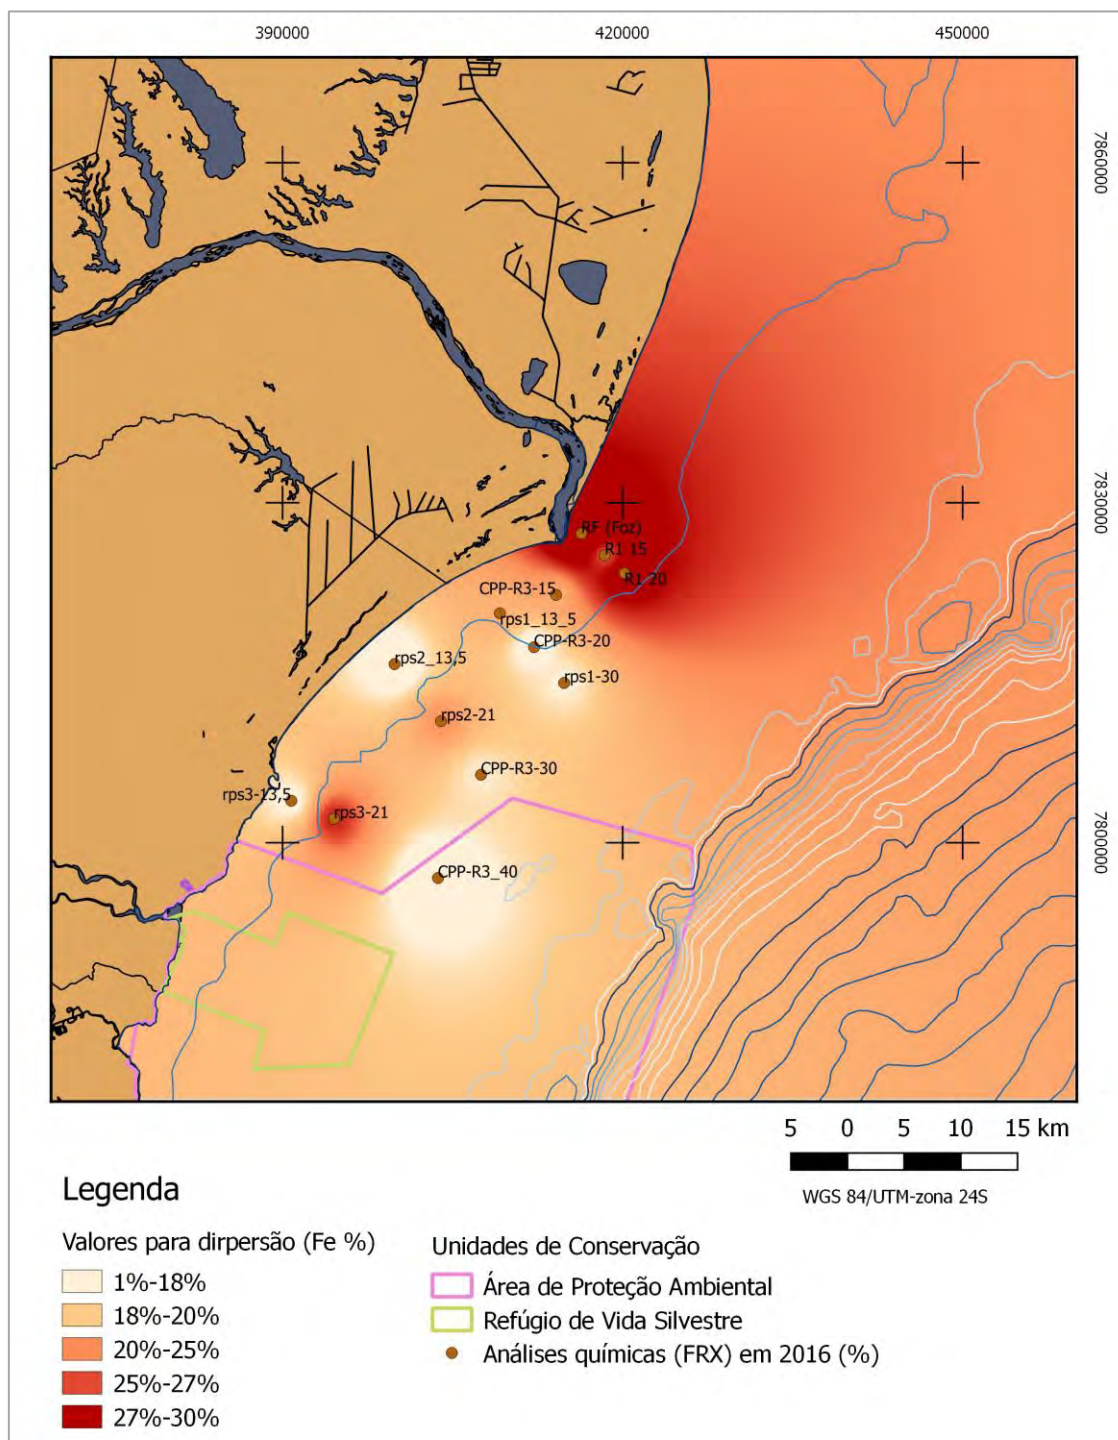 390000 420000 450000
7860000
7830000
RF (Foz)
R1 15
R1 20
CPP-R3-15
rps1_13_5
CPP-R3-20
rps2_13,5
rps1-30
rps2-21
CPP-R3-30
rps3-13,5
rps3-21
7800000
CPP-R3_40
5 0 5 10 15 km
WGS 84/UTM-zona 24S
Legenda
Valores para dirpersão (Fe %)
1%-18%
18%-20%
20%-25%
25%-27%
27%-30%
Unidades de Conservação
Área de Proteção Ambiental
Refúgio de Vida Silvestre
Análises químicas (FRX) em 2016 (%)